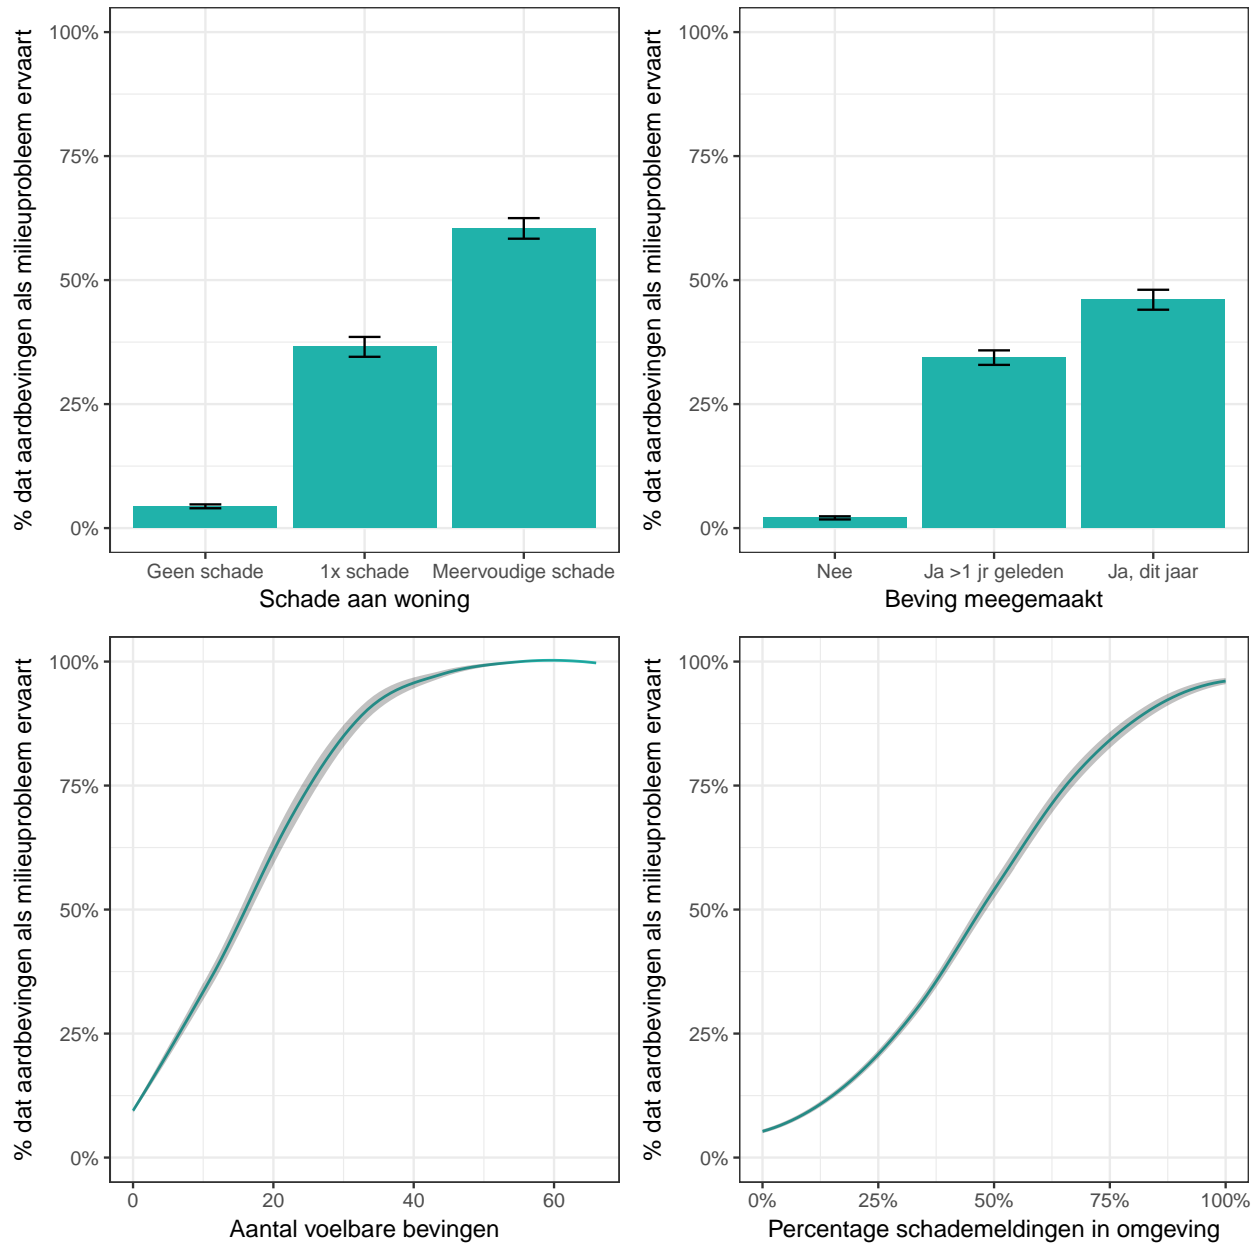 % dat aardbevingen als milieuprobleem ervaart
100%
75%
50%
25%
0%
Geen schade 1x schade Meervoudige schade
Schade aan woning
% dat aardbevingen als milieuprobleem ervaart
100%
75%
50%
25%
0%
Nee Ja >1 jr geleden Ja, dit jaar
Beving meegemaakt
% dat aardbevingen als milieuprobleem ervaart
100%
75%
50%
25%
0%
0 20 40 60
Aantal voelbare bevingen
% dat aardbevingen als milieuprobleem ervaart
100%
75%
50%
25%
0%
0% 25% 50% 75% 100%
Percentage schademeldingen in omgeving